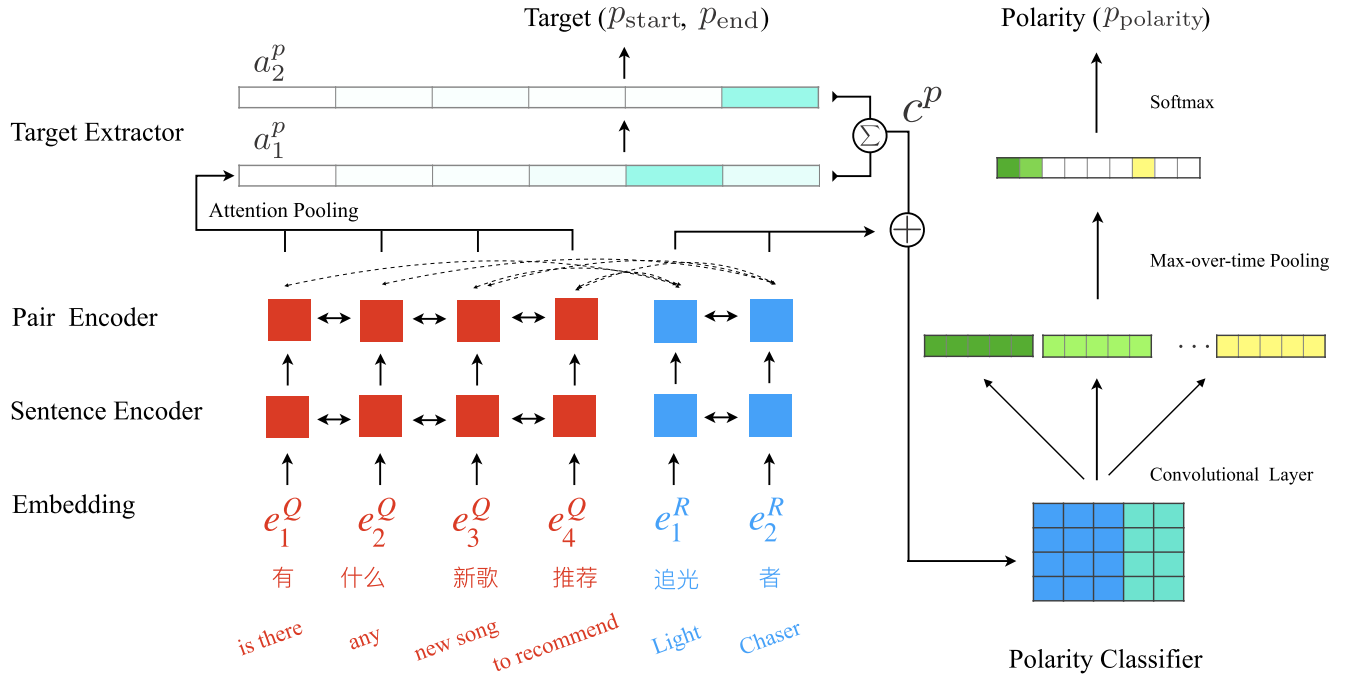 Target (p_start, p_end)
Polarity (p_polarity)
a_2^p
Softmax
c^p
Target Extractor
a_1^p
Σ
Attention Pooling
Max-over-time Pooling
Pair Encoder
...
Sentence Encoder
Convolutional Layer
Embedding
e_1^Q e_2^Q e_3^Q e_4^Q e_1^R e_2^R
有 什么 新歌 推荐 追光 者
is there any new song to recommend Light Chaser
Polarity Classifier